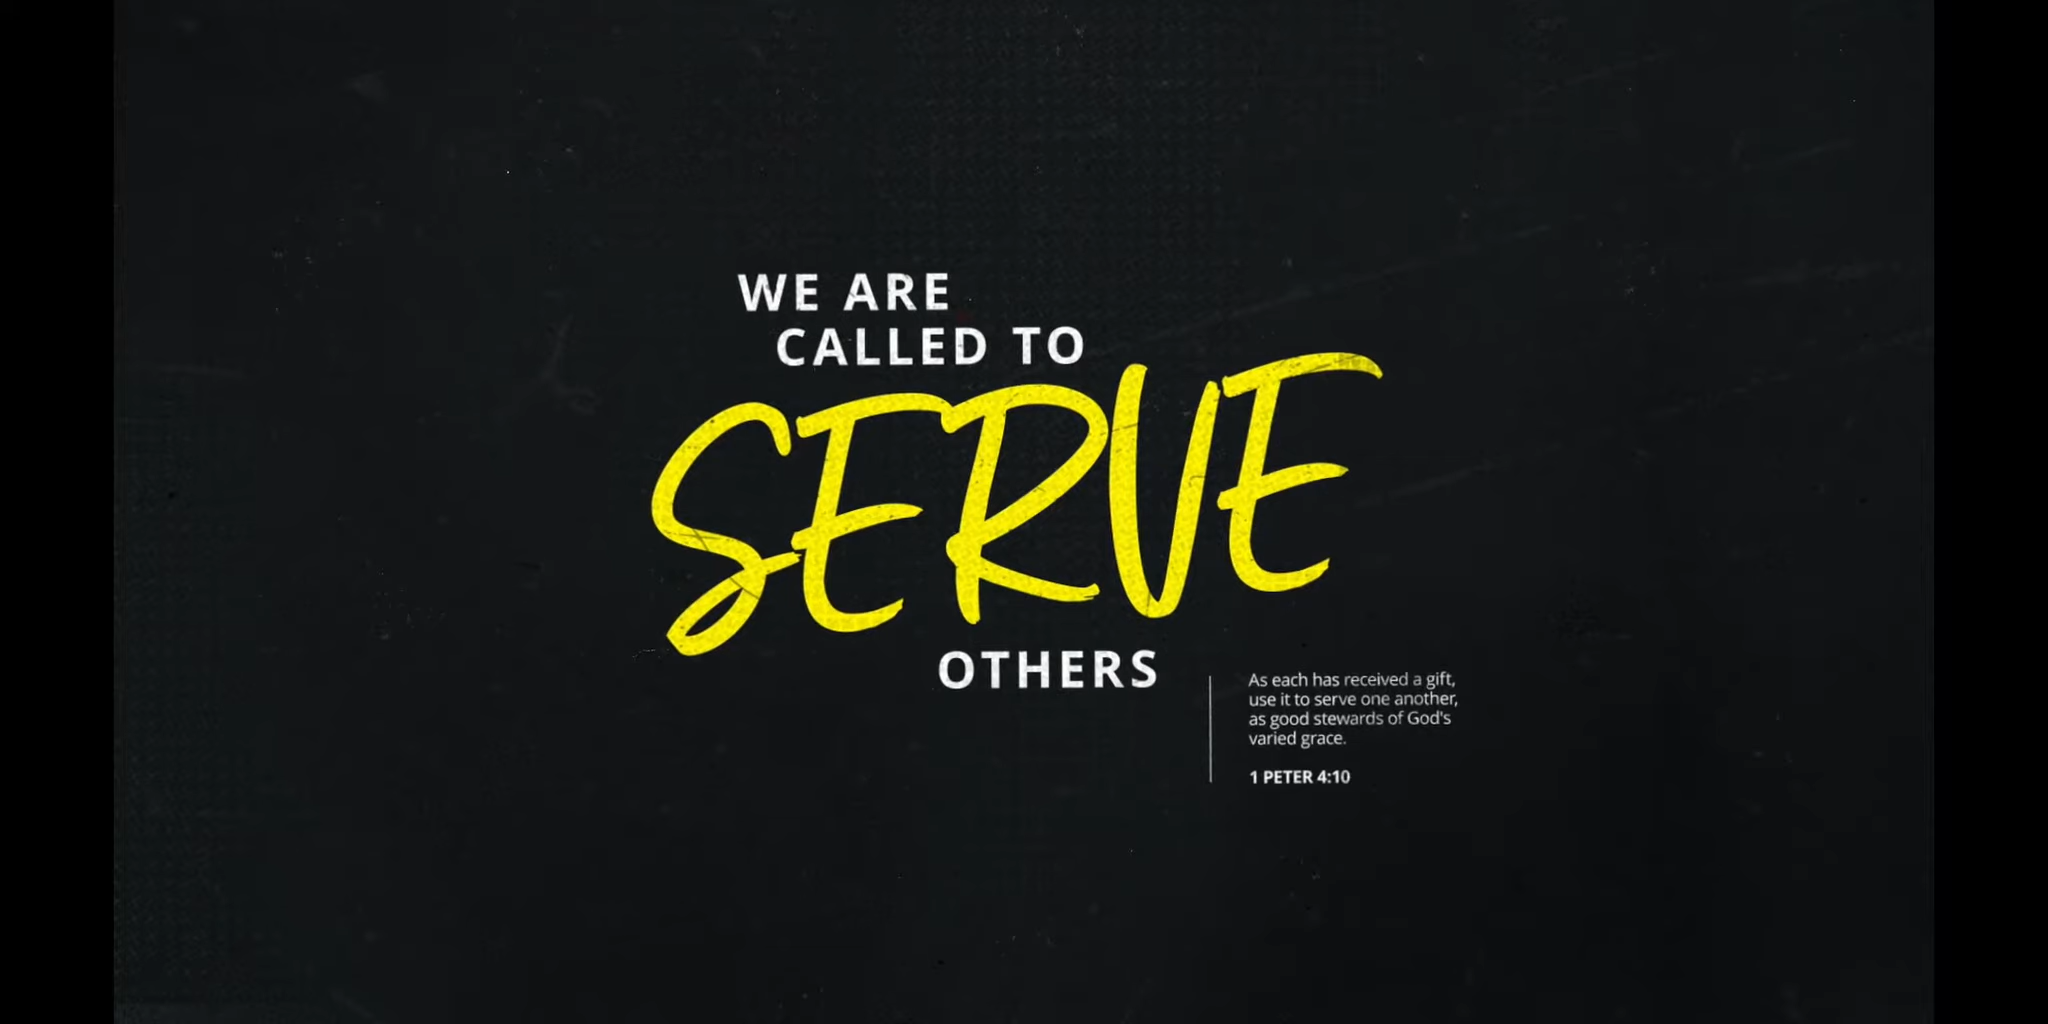 WE ARE
CALLED TO
SERVE
OTHERS
As each has received a gift,
use it to serve one another,
as good stewards of God's
varied grace.
1 PETER 4:10